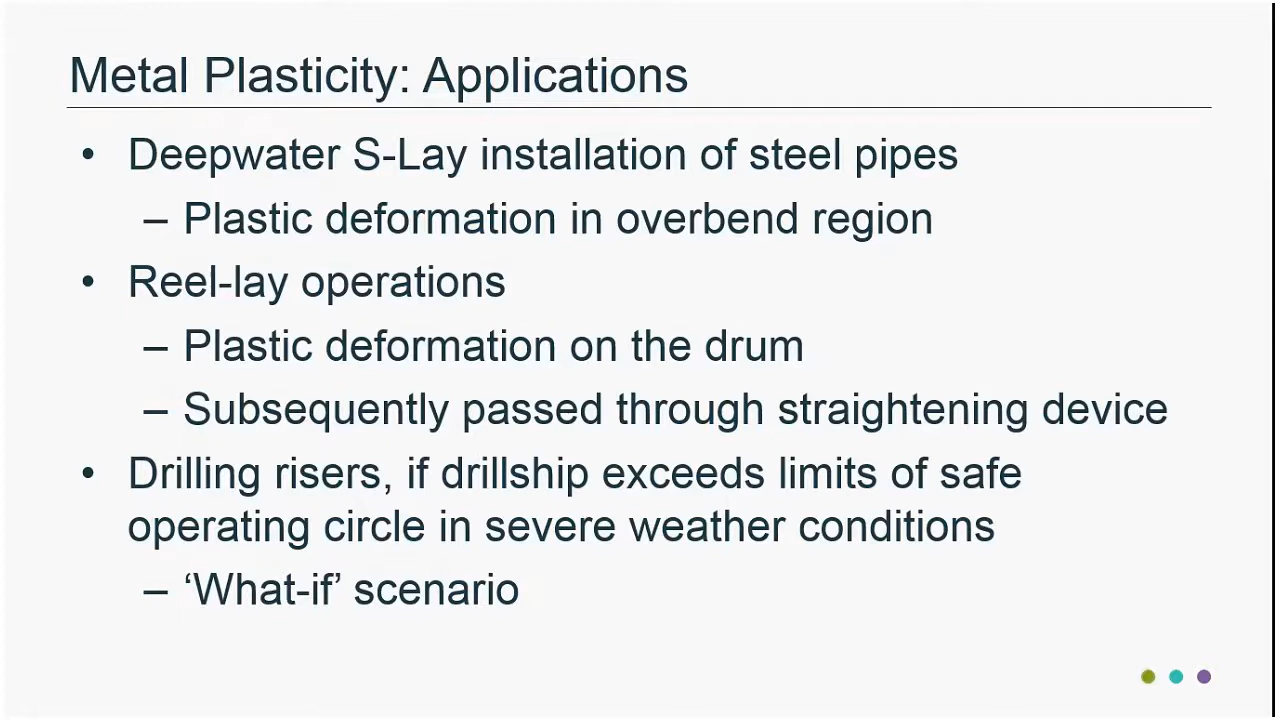 Metal Plasticity: Applications
• Deepwater S-Lay installation of steel pipes
– Plastic deformation in overbend region
• Reel-lay operations
– Plastic deformation on the drum
– Subsequently passed through straightening device
• Drilling risers, if drillship exceeds limits of safe
operating circle in severe weather conditions
– ‘What-if’ scenario